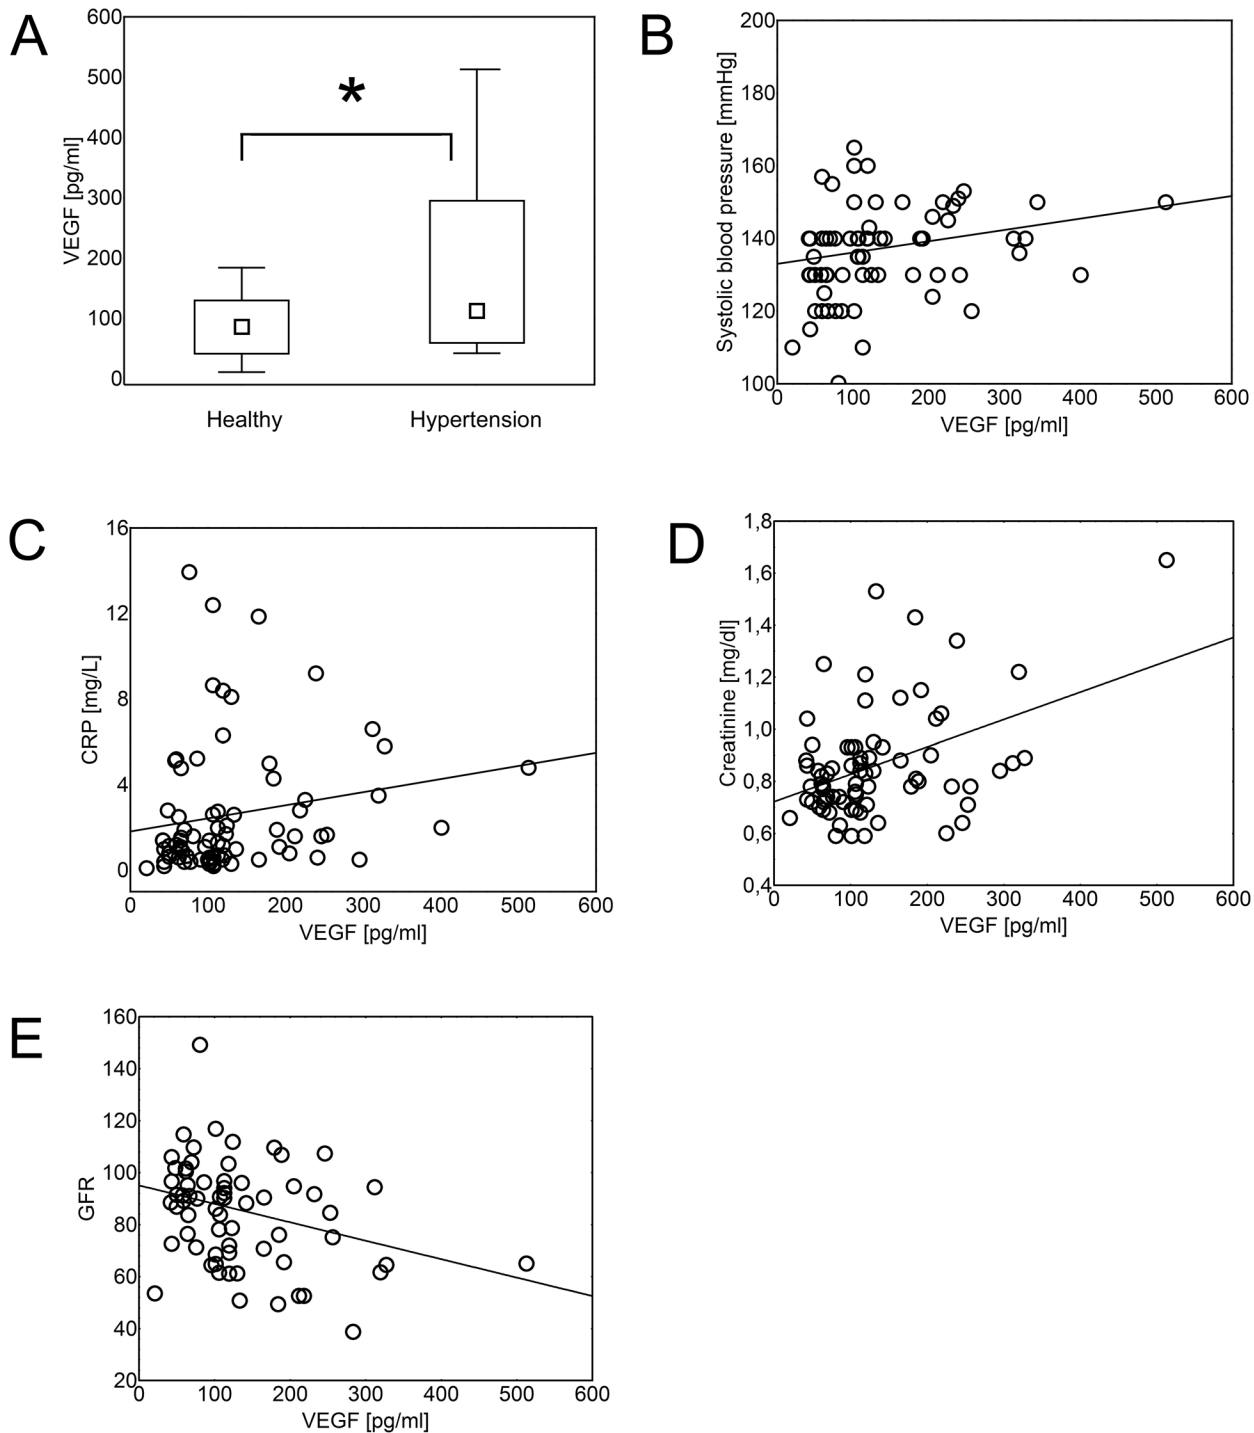 A
600
500
400
300
200
100
0
VEGF [pg/ml]
*
Healthy Hypertension
B
200
180
160
140
120
100
Systolic blood pressure [mmHg]
0 100 200 300 400 500 600
VEGF [pg/ml]
C
16
12
8
4
0
CRP [mg/L]
0 100 200 300 400 500 600
VEGF [pg/ml]
D
1,8
1,6
1,4
1,2
1,0
0,8
0,6
0,4
Creatinine [mg/dl]
0 100 200 300 400 500 600
VEGF [pg/ml]
E
160
140
120
100
80
60
40
20
GFR
0 100 200 300 400 500 600
VEGF [pg/ml]